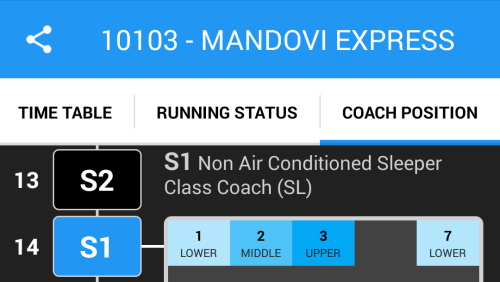 10103 - MANDOVI EXPRESS
TIME TABLE RUNNING STATUS COACH POSITION
13 S2 S1 Non Air Conditioned Sleeper
Class Coach (SL)
14 S1 1 2 3 7
LOWER MIDDLE UPPER LOWER